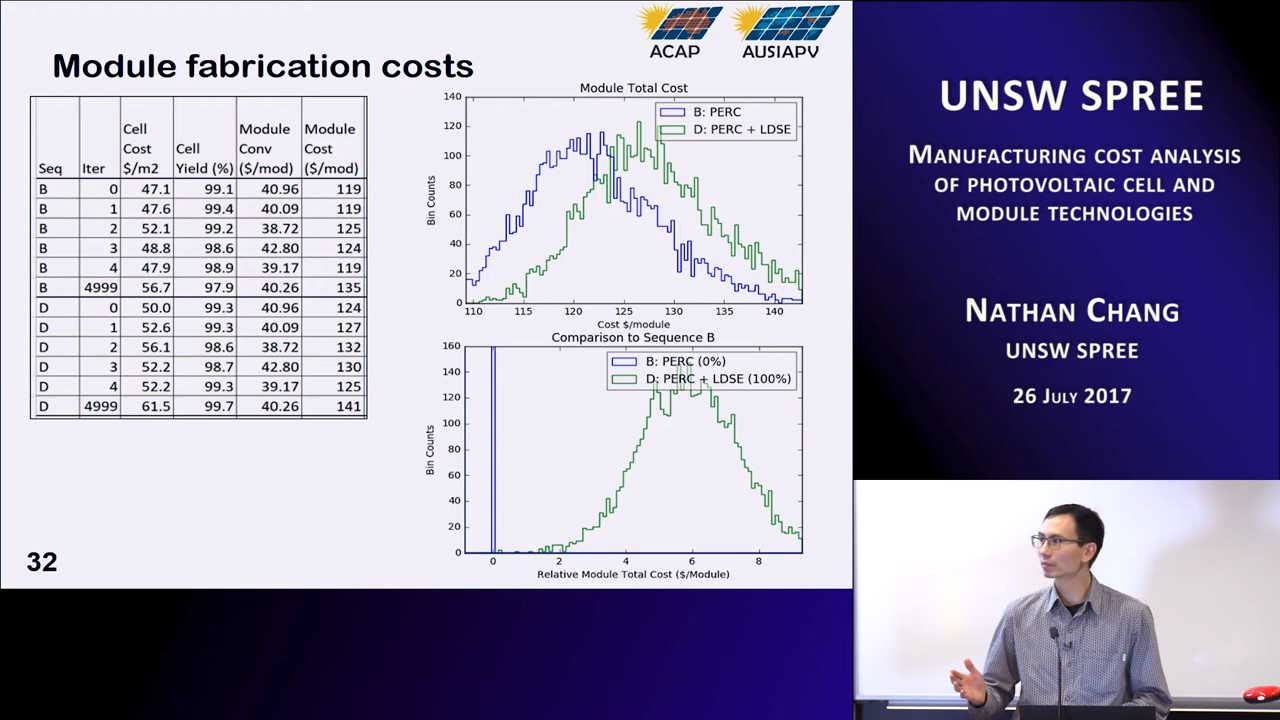 ACAP
AUSIAPV
Module fabrication costs
Seq Iter Cell Cost $/m2 Cell Yield (%) Module Conv ($/mod) Module Cost ($/mod)
B 0 47.1 99.1 40.96 119
B 1 47.6 99.4 40.09 119
B 2 52.1 99.2 38.72 125
B 3 48.8 98.6 42.80 124
B 4 47.9 98.9 39.17 119
B 4999 56.7 97.9 40.26 135
D 0 50.0 99.3 40.96 124
D 1 52.6 99.3 40.09 127
D 2 56.1 98.6 38.72 132
D 3 52.2 98.7 42.80 130
D 4 52.2 99.3 39.17 125
D 4999 61.5 99.7 40.26 141
Module Total Cost
B: PERC
D: PERC + LDSE
Bin Counts
140
120
100
80
60
40
20
0
110 115 120 125 130 135 140
Cost $/module
Comparison to Sequence B
B: PERC (0%)
D: PERC + LDSE (100%)
Bin Counts
160
140
120
100
80
60
40
20
0
0 2 4 6 8
Relative Module Total Cost ($/Module)
32
UNSW SPREE
MANUFACTURING COST ANALYSIS
OF PHOTOVOLTAIC CELL AND
MODULE TECHNOLOGIES
NATHAN CHANG
UNSW SPREE
26 JULY 2017